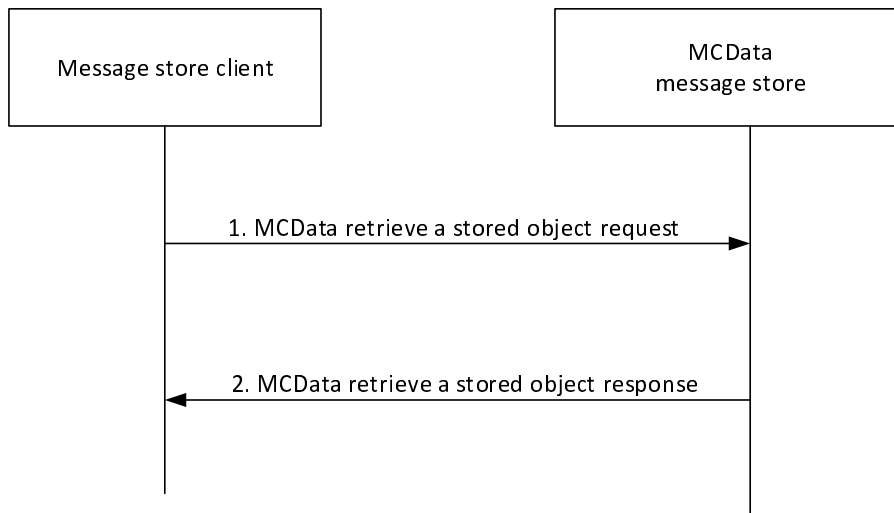 Message store client
MCData
message store
1. MCData retrieve a stored object request
2. MCData retrieve a stored object response